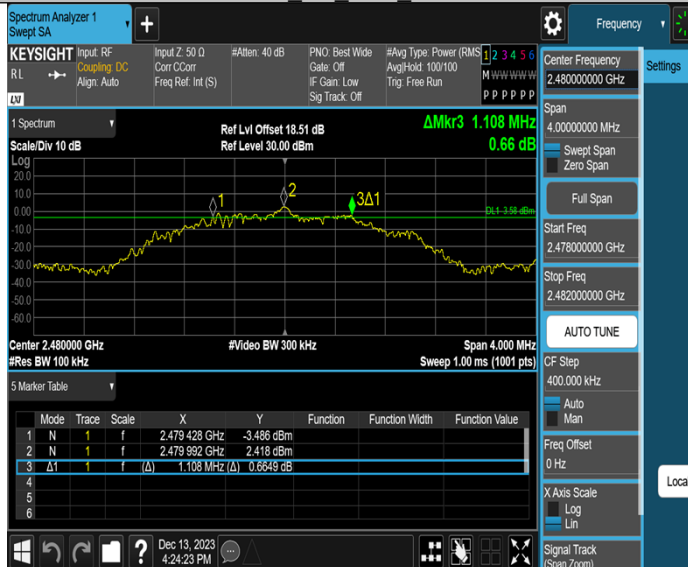 Spectrum Analyzer 1
Swept SA
Frequency
KEYSIGHT
RL
LXI
Input: RF
Coupling: DC
Align: Auto
Input Z: 50 Ω
Corr CCorr
Freq Ref: Int (S)
#Atten: 40 dB
PNO: Best Wide
Gate: Off
IF Gain: Low
Sig Track: Off
#Avg Type: Power (RMS
Avg|Hold: 100/100
Trig: Free Run
1 2 3 4 5 6
M W W W W W
P P P P P P
1 Spectrum
Scale/Div 10 dB
Ref Lvl Offset 18.51 dB
Ref Level 30.00 dBm
ΔMkr3 1.108 MHz
0.66 dB
Log
20.0
10.0
0.00
-10.0
-20.0
-30.0
-40.0
-50.0
-60.0
1
2
3Δ1
DL1 -3.58 dBm
Center 2.480000 GHz
#Video BW 300 kHz
Span 4.000 MHz
#Res BW 100 kHz
Sweep 1.00 ms (1001 pts)
5 Marker Table
Mode Trace Scale X Y Function Function Width Function Value
1 N 1 f 2.479 428 GHz -3.486 dBm
2 N 1 f 2.479 992 GHz 2.418 dBm
3 Δ1 1 f (Δ) 1.108 MHz (Δ) 0.6649 dB
4
5
6
?
Dec 13, 2023
4:24:23 PM
Center Frequency
2.480000000 GHz
Span
4.00000000 MHz
Swept Span
Zero Span
Full Span
Start Freq
2.478000000 GHz
Stop Freq
2.482000000 GHz
AUTO TUNE
CF Step
400.000 kHz
Auto
Man
Freq Offset
0 Hz
X Axis Scale
Log
Lin
Signal Track
(Span Zoom)
Settings
Loca